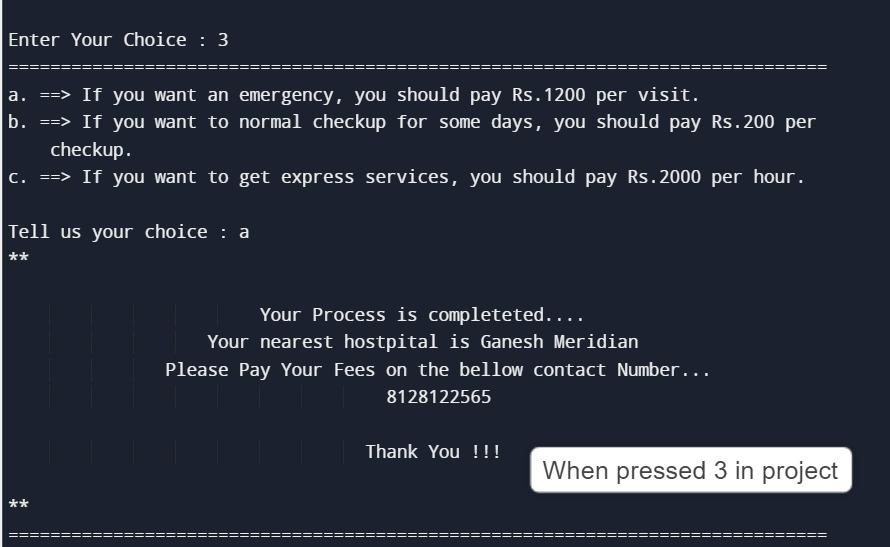 Enter Your Choice : 3
==============================================================================
a. ==> If you want an emergency, you should pay Rs.1200 per visit.
b. ==> If you want to normal checkup for some days, you should pay Rs.200 per
checkup.
c. ==> If you want to get express services, you should pay Rs.2000 per hour.
Tell us your choice : a
**
Your Process is completeted....
Your nearest hostpital is Ganesh Meridian
Please Pay Your Fees on the bellow contact Number...
8128122565
Thank You !!!
When pressed 3 in project
**
==============================================================================